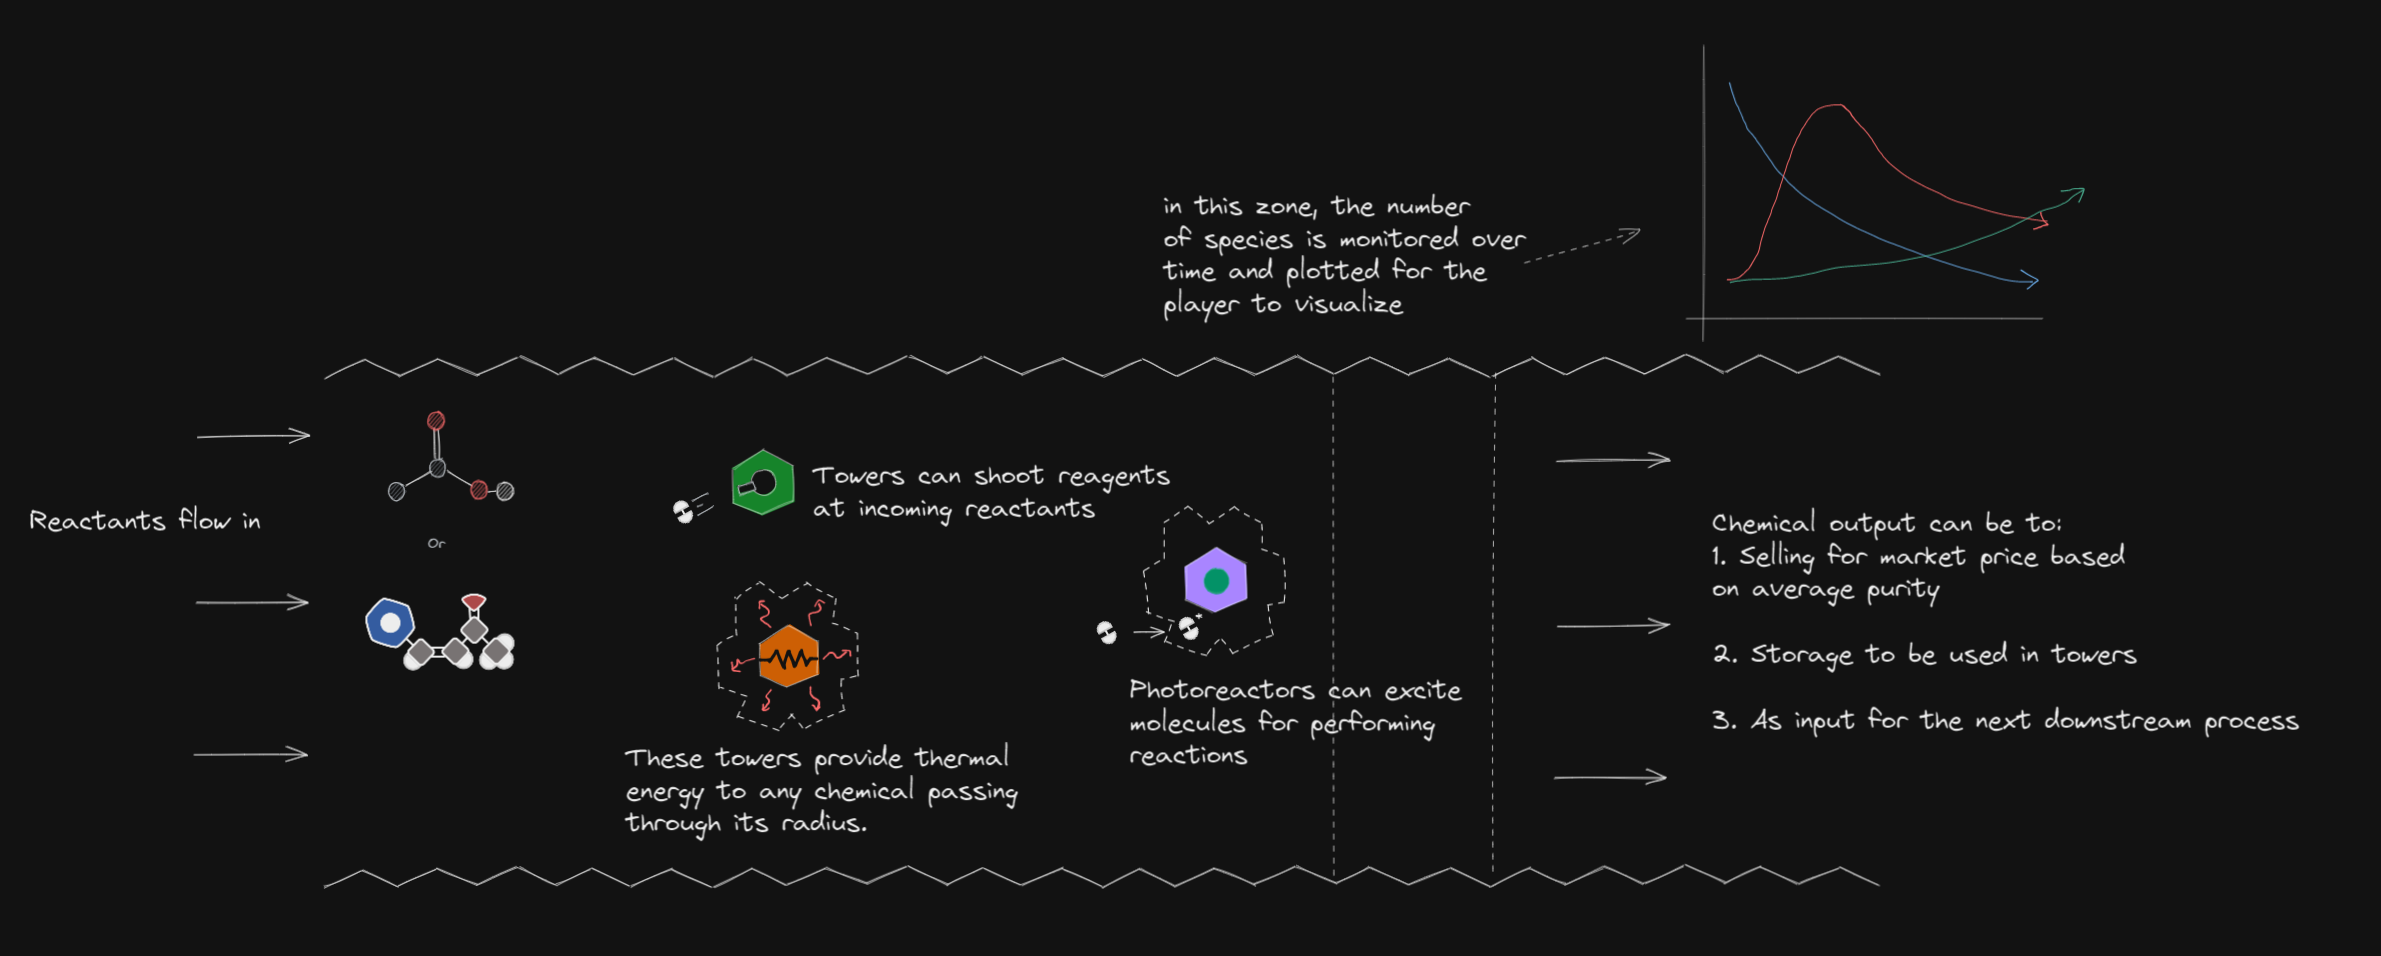 in this zone, the number
of species is monitored over
time and plotted for the
player to visualize
Reactants flow in
Or
Towers can shoot reagents
at incoming reactants
These towers provide thermal
energy to any chemical passing
through its radius.
Photoreactors can excite
molecules for performing
reactions
Chemical output can be to:
1. Selling for market price based
on average purity
2. Storage to be used in towers
3. As input for the next downstream process